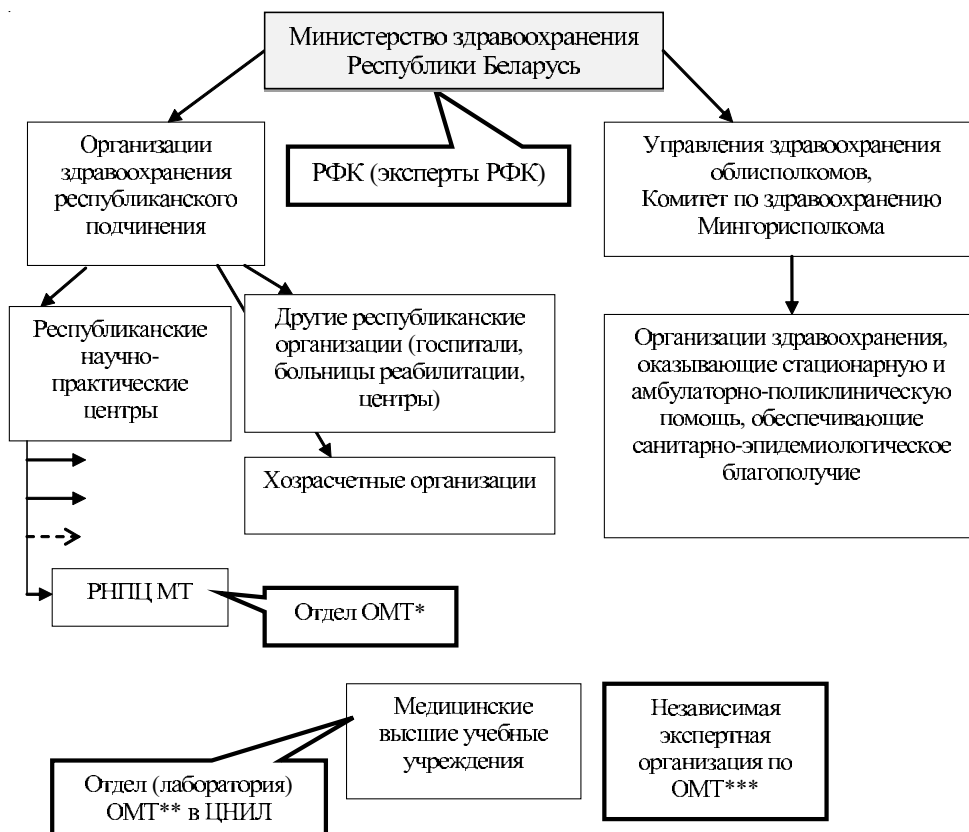 Министерство здравоохранения
Республики Беларусь
Организации
здравоохранения
республиканского
подчинения
РФК (эксперты РФК)
Управления здравоохранения
облисполкомов,
Комитет по здравоохранению
Мингорисполкома
Республиканские
научно-
практические
центры
Другие республиканские
организации (госпитали,
больницы реабилитации,
центры)
Организации здравоохранения,
оказывающие стационарную и
амбулаторно-поликлиническую
помощь, обеспечивающие
санитарно-эпидемиологическое
благополучие
Хозрасчетные организации
РНПЦ МТ
Отдел ОМТ*
Медицинские
высшие учебные
учреждения
Независимая
экспертная
организация по
ОМТ***
Отдел (лаборатория)
ОМТ** в ЦНИЛ